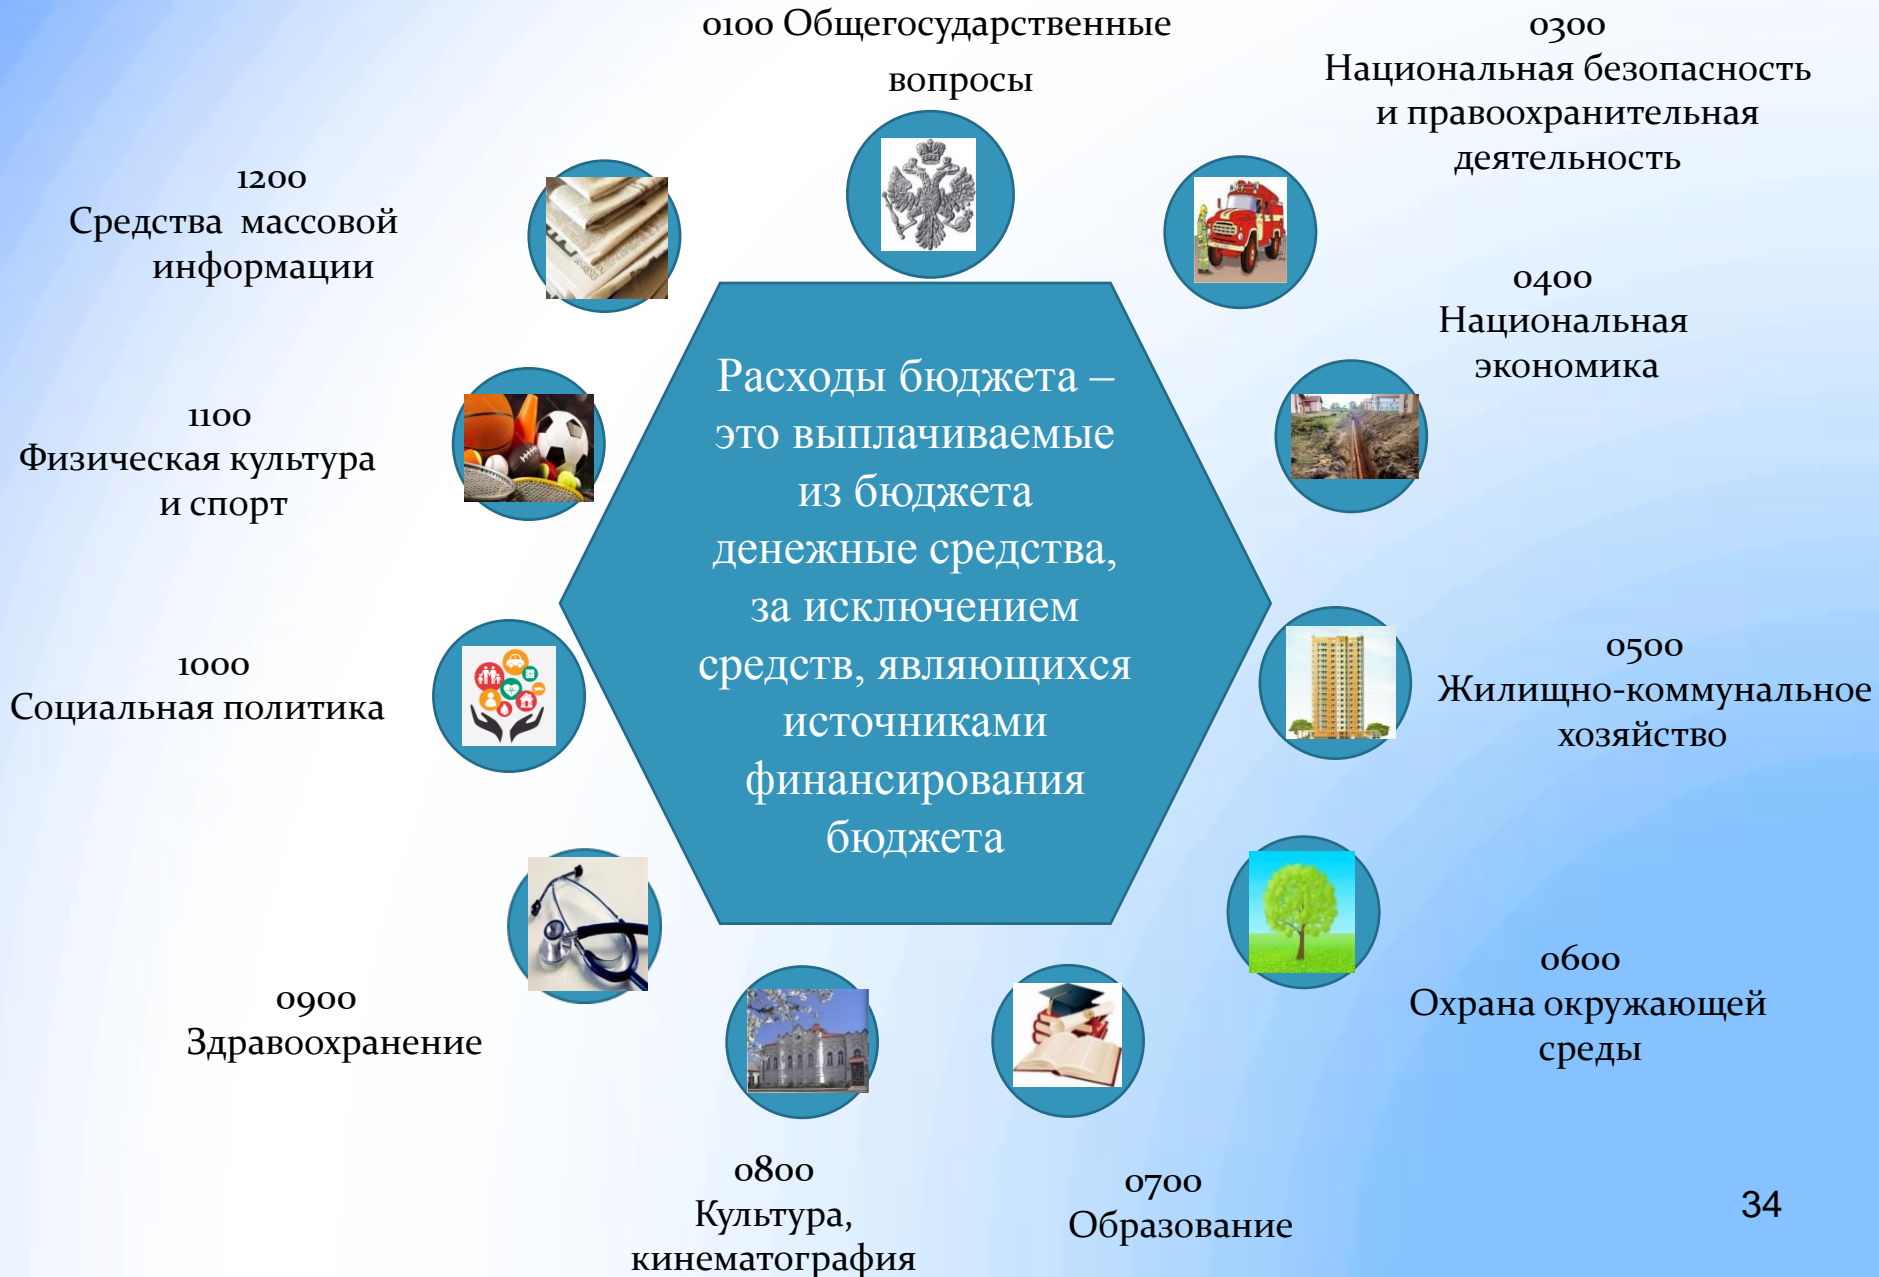 0100 Общегосударственные
вопросы
0300
Национальная безопасность
и правоохранительная
деятельность
0400
Национальная
экономика
0500
Жилищно-коммунальное
хозяйство
0600
Охрана окружающей
среды
0700
Образование
0800
Культура,
кинематография
0900
Здравоохранение
1000
Социальная политика
1100
Физическая культура
и спорт
1200
Средства  массовой
информации
Расходы бюджета –
это выплачиваемые
из бюджета
денежные средства,
за исключением
средств, являющихся
источниками
финансирования
бюджета
34